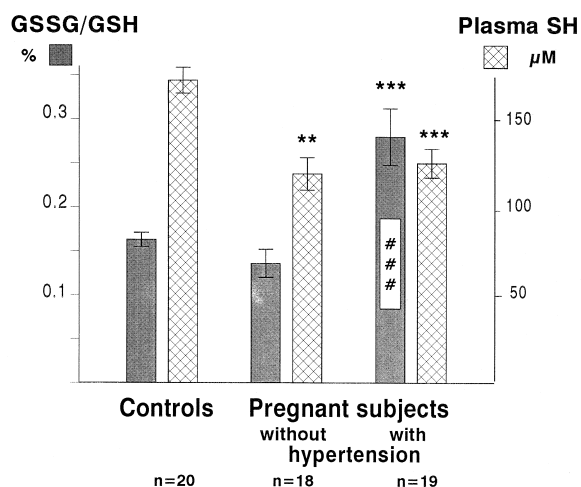 GSSG/GSH
%
Plasma SH
µM
0.3
0.2
0.1
150
100
50
**
***
***
#
#
#
Controls
Pregnant subjects
without
with
hypertension
n=20
n=18
n=19